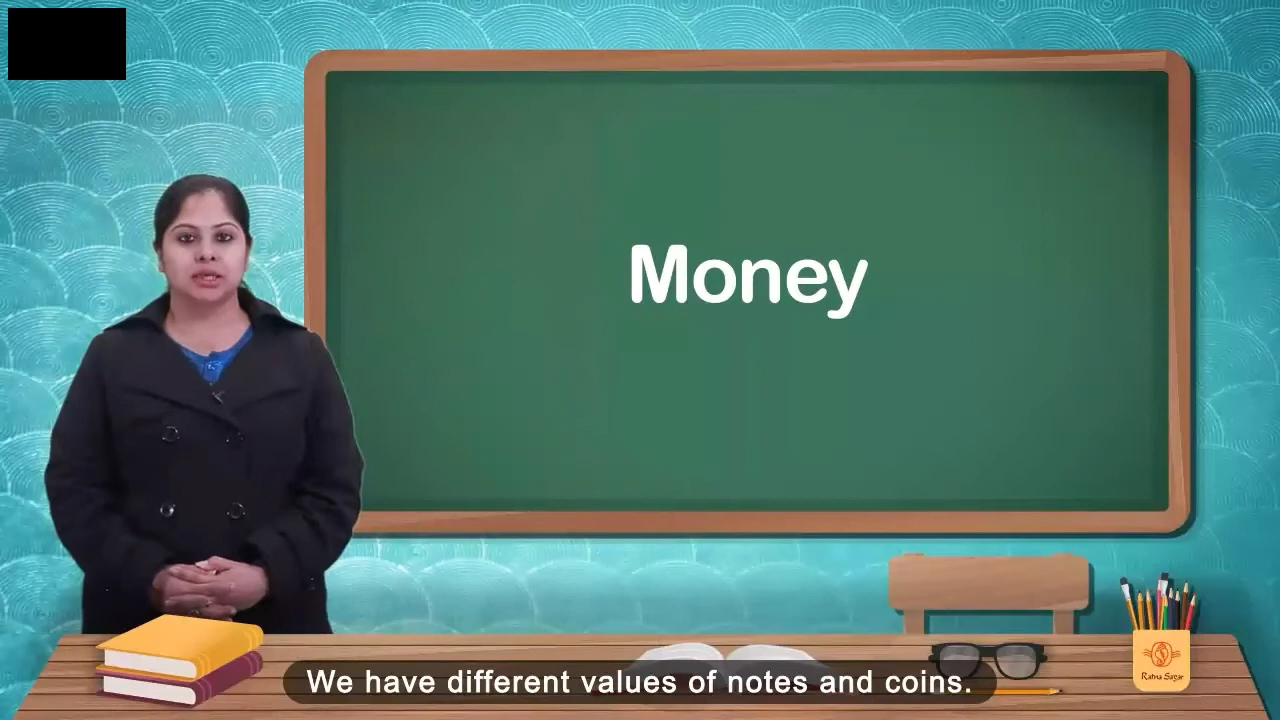 Money
We have different values of notes and coins.
Ratna Sagar